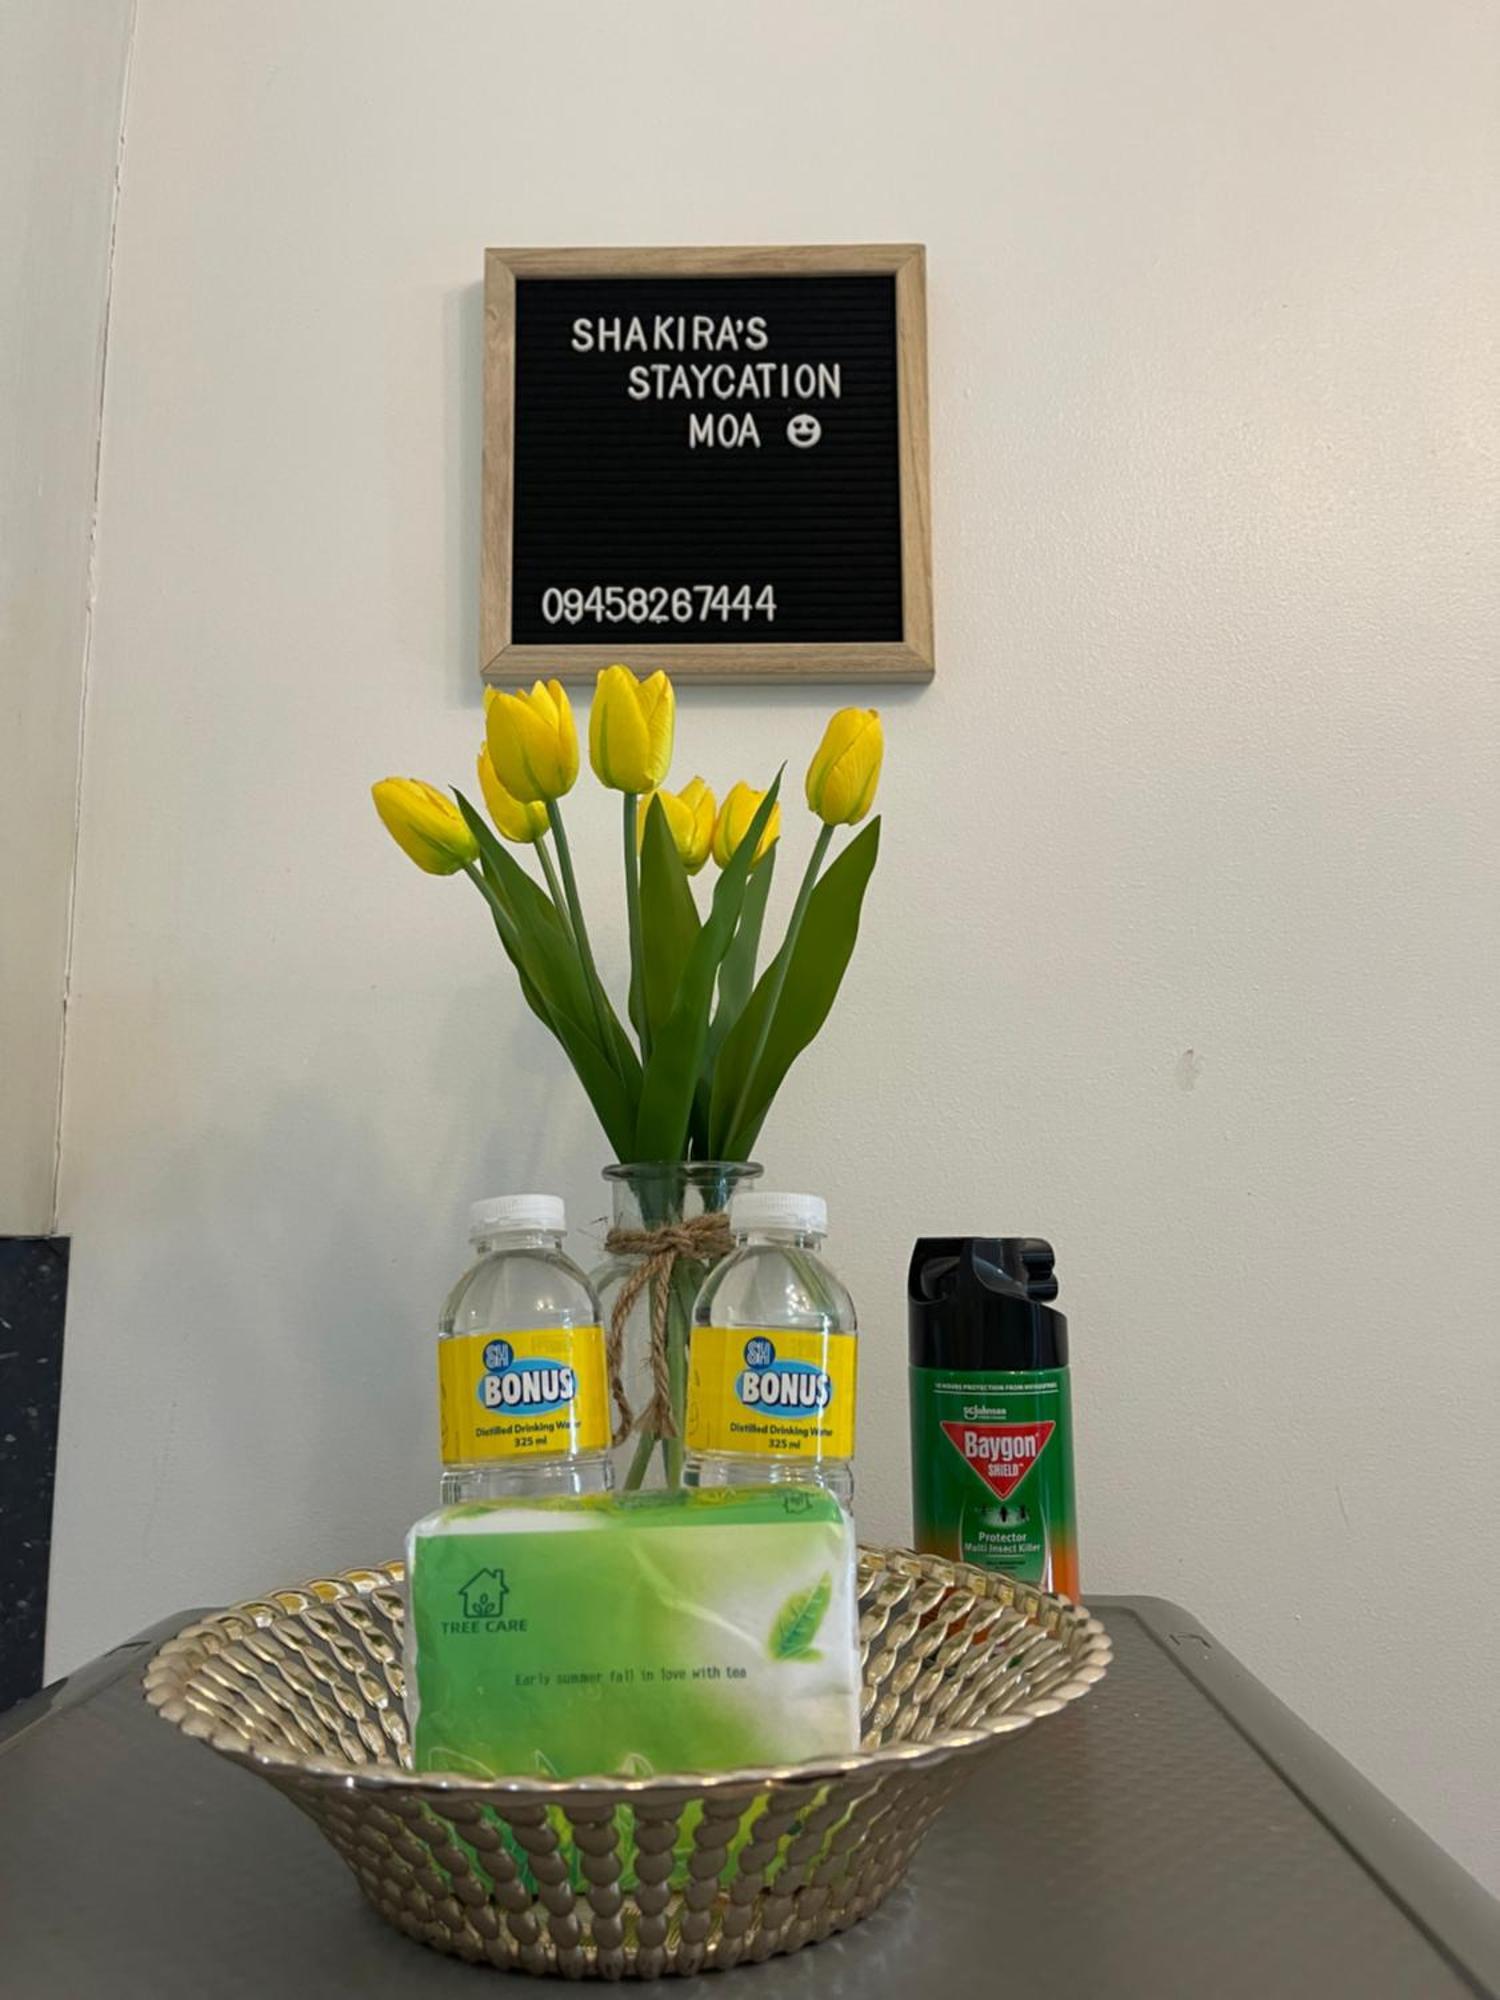 SHAKIRA'S
STAYCATION
MOA
09458267444
SM
BONUS
Distilled Drinking Water
325 ml
SM
BONUS
Distilled Drinking Water
325 ml
SC Johnson
Baygon
SHIELD™
Protector
Multi Insect Killer
TREE CARE
Early summer fall in love with tea